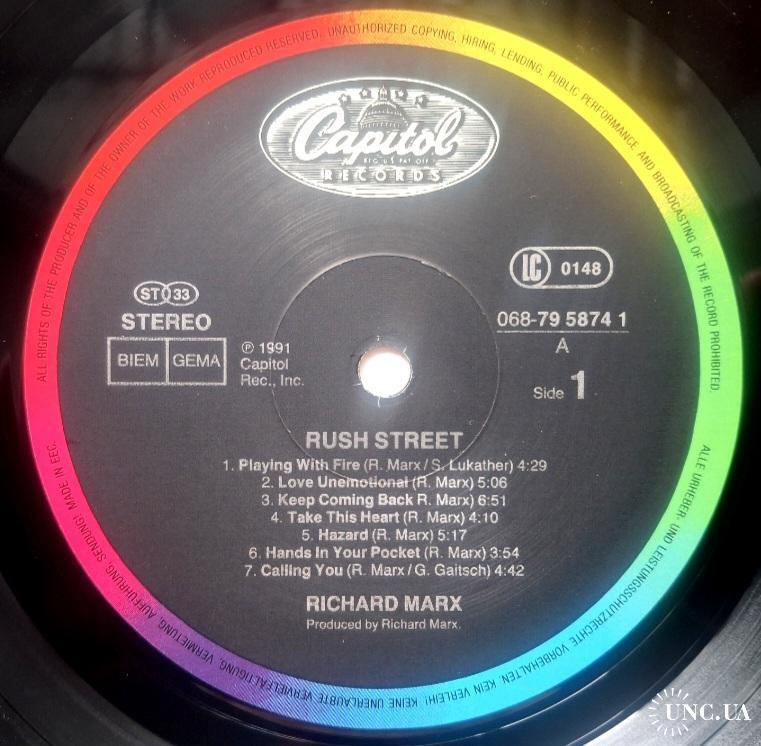 ALL RIGHTS OF THE PRODUCER AND OF THE OWNER OF THE WORK REPRODUCED RESERVED. UNAUTHORIZED COPYING, HIRING, LENDING, PUBLIC PERFORMANCE AND BROADCASTING OF THE RECORD PROHIBITED.
Capitol
REG. U.S. PAT. OFF.
RECORDS
LC 0148
ST 33
STEREO
BIEM GEMA
℗ 1991
Capitol
Rec., Inc.
068-79 5874 1
A
Side 1
RUSH STREET
1. Playing With Fire (R. Marx / S. Lukather) 4:29
2. Love Unemotional (R. Marx) 5:06
3. Keep Coming Back R. Marx) 6:51
4. Take This Heart (R. Marx) 4:10
5. Hazard (R. Marx) 5:17
6. Hands In Your Pocket (R. Marx) 3:54
7. Calling You (R. Marx / G. Gaitsch) 4:42
RICHARD MARX
Produced by Richard Marx.
ALLE URHEBER- UND LEISTUNGSSCHUTZRECHTE VORBEHALTEN. KEIN VERLEIH! KEINE UNERLAUBTE VERVIELFÄLTIGUNG, VERMIETUNG, AUFFÜHRUNG, SENDUNG! MADE IN EEC.
UNC.UA